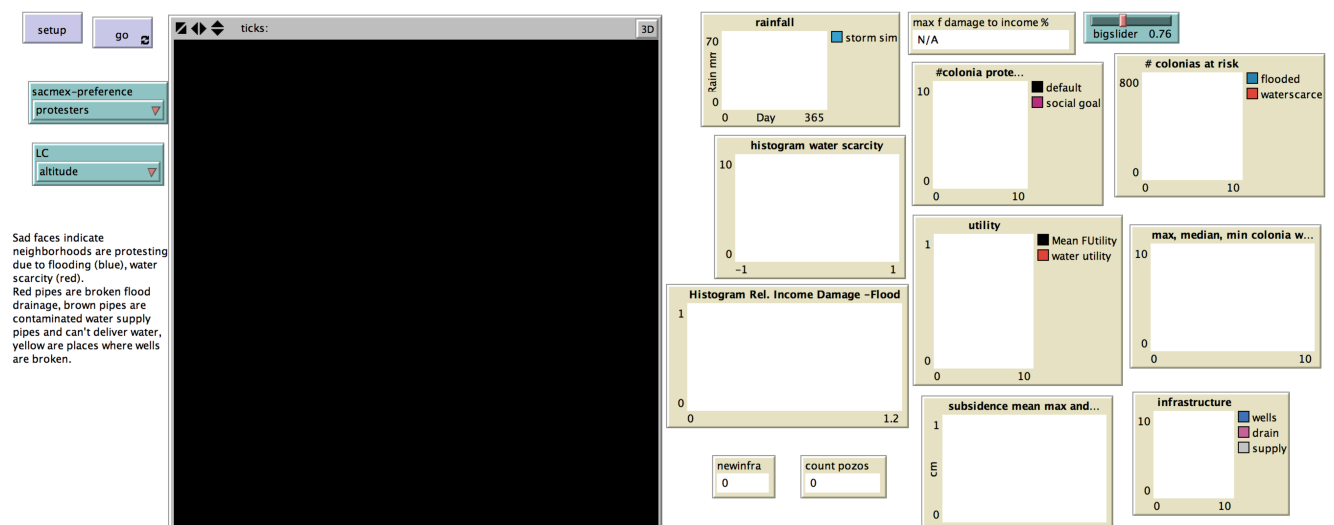 setup
go
ticks:
3D
sacmex-preference
protesters
LC
altitude
Sad faces indicate
neighborhoods are protesting
due to flooding (blue), water
scarcity (red).
Red pipes are broken flood
drainage, brown pipes are
contaminated water supply
pipes and can't deliver water,
yellow are places where wells
are broken.
rainfall
70
Rain mm
0
0 Day 365
storm sim
max f damage to income %
N/A
bigslider 0.76
#colonia prote...
10
0
0 10
default
social goal
# colonias at risk
800
0
0 10
flooded
waterscarce
histogram water scarcity
10
0
-1 1
utility
1
0
0 10
Mean FUtility
water utility
max, median, min colonia w...
10
0
0 10
Histogram Rel. Income Damage -Flood
1
0
0 1.2
subsidence mean max and...
1
cm
0
infrastructure
10
0
0 10
wells
drain
supply
newinfra
0
count pozos
0